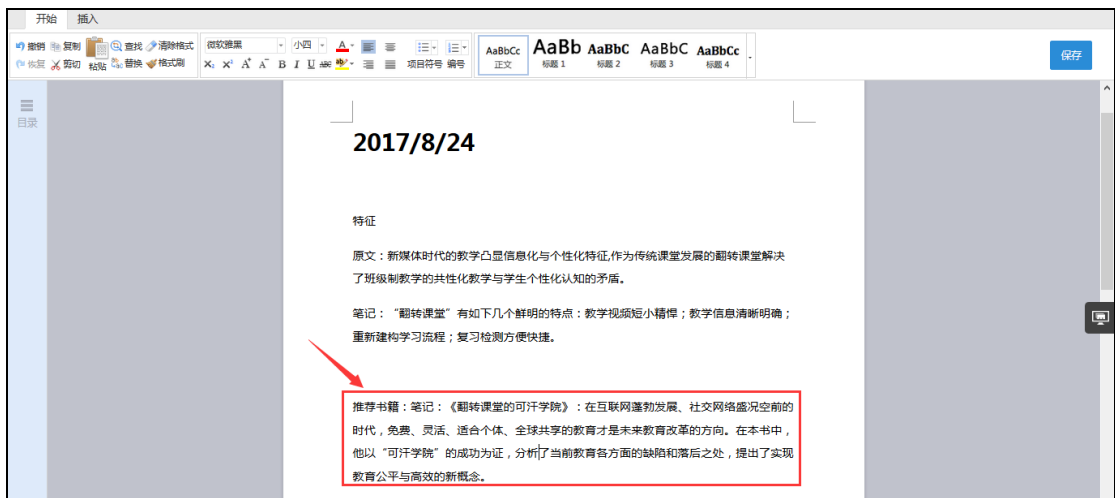 开始 插入
撤销 复制 查找 清除格式 微软雅黑 小四 A AaBbCc AaBb AaBbC AaBbC AaBbCc 保存
恢复 剪切 粘贴 替换 格式刷 X₂ X² A A B I U abc ab 项目符号 编号 正文 标题 1 标题 2 标题 3 标题 4
目录
2017/8/24
特征
原文：新媒体时代的教学凸显信息化与个性化特征,作为传统课堂发展的翻转课堂解决
了班级制教学的共性化教学与学生个性化认知的矛盾。
笔记：“翻转课堂”有如下几个鲜明的特点：教学视频短小精悍；教学信息清晰明确；
重新建构学习流程；复习检测方便快捷。
推荐书籍：笔记：《翻转课堂的可汗学院》：在互联网蓬勃发展、社交网络盛况空前的
时代，免费、灵活、适合个体、全球共享的教育才是未来教育改革的方向。在本书中，
他以“可汗学院”的成功为证，分析了当前教育各方面的缺陷和落后之处，提出了实现
教育公平与高效的新概念。